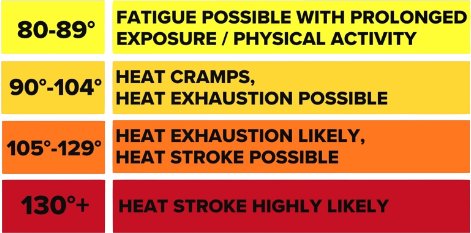 80-89°
FATIGUE POSSIBLE WITH PROLONGED
EXPOSURE / PHYSICAL ACTIVITY
90°-104°
HEAT CRAMPS,
HEAT EXHAUSTION POSSIBLE
105°-129°
HEAT EXHAUSTION LIKELY,
HEAT STROKE POSSIBLE
130°+
HEAT STROKE HIGHLY LIKELY